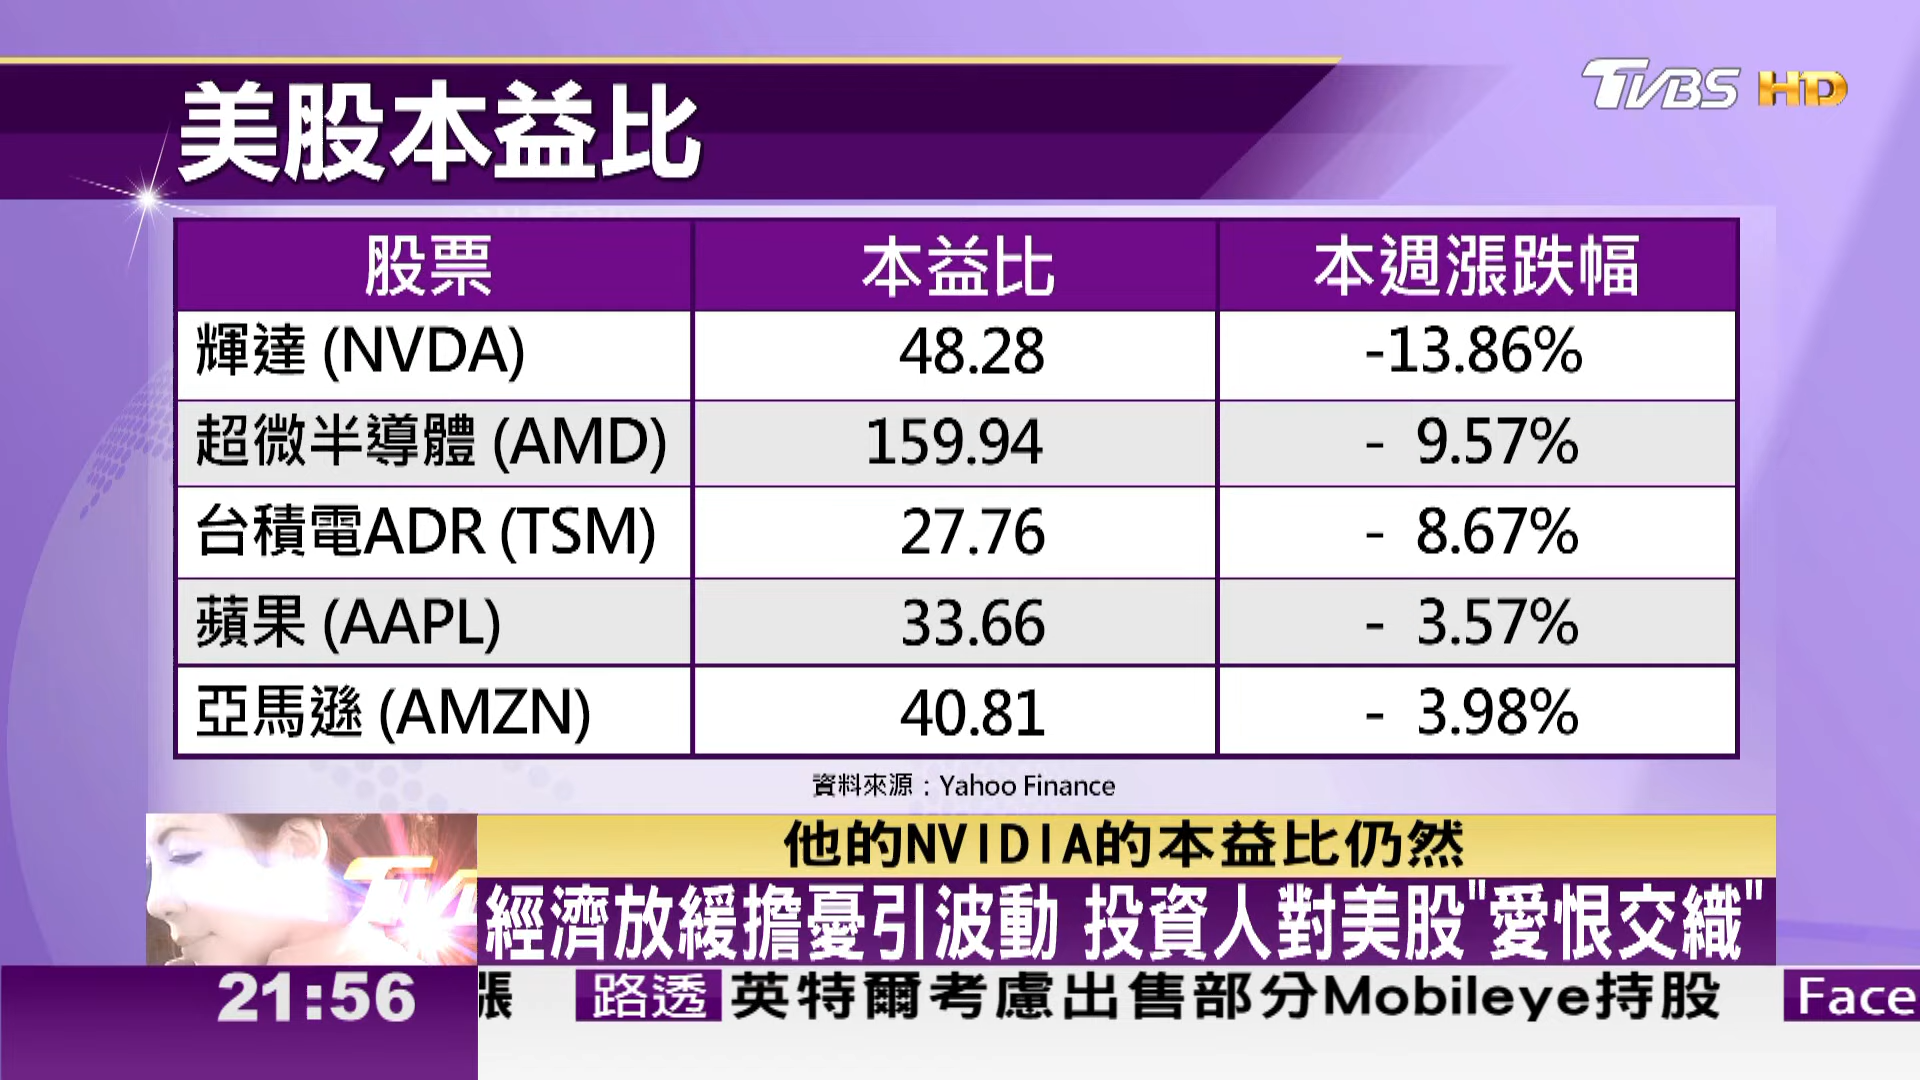 美股本益比
TVBS HD
股票 本益比 本週漲跌幅
輝達 (NVDA) 48.28 -13.86%
超微半導體 (AMD) 159.94 - 9.57%
台積電ADR (TSM) 27.76 - 8.67%
蘋果 (AAPL) 33.66 - 3.57%
亞馬遜 (AMZN) 40.81 - 3.98%
資料來源：Yahoo Finance
他的NVIDIA的本益比仍然
經濟放緩擔憂引波動 投資人對美股"愛恨交織"
21:56 漲 路透 英特爾考慮出售部分Mobileye持股 Face